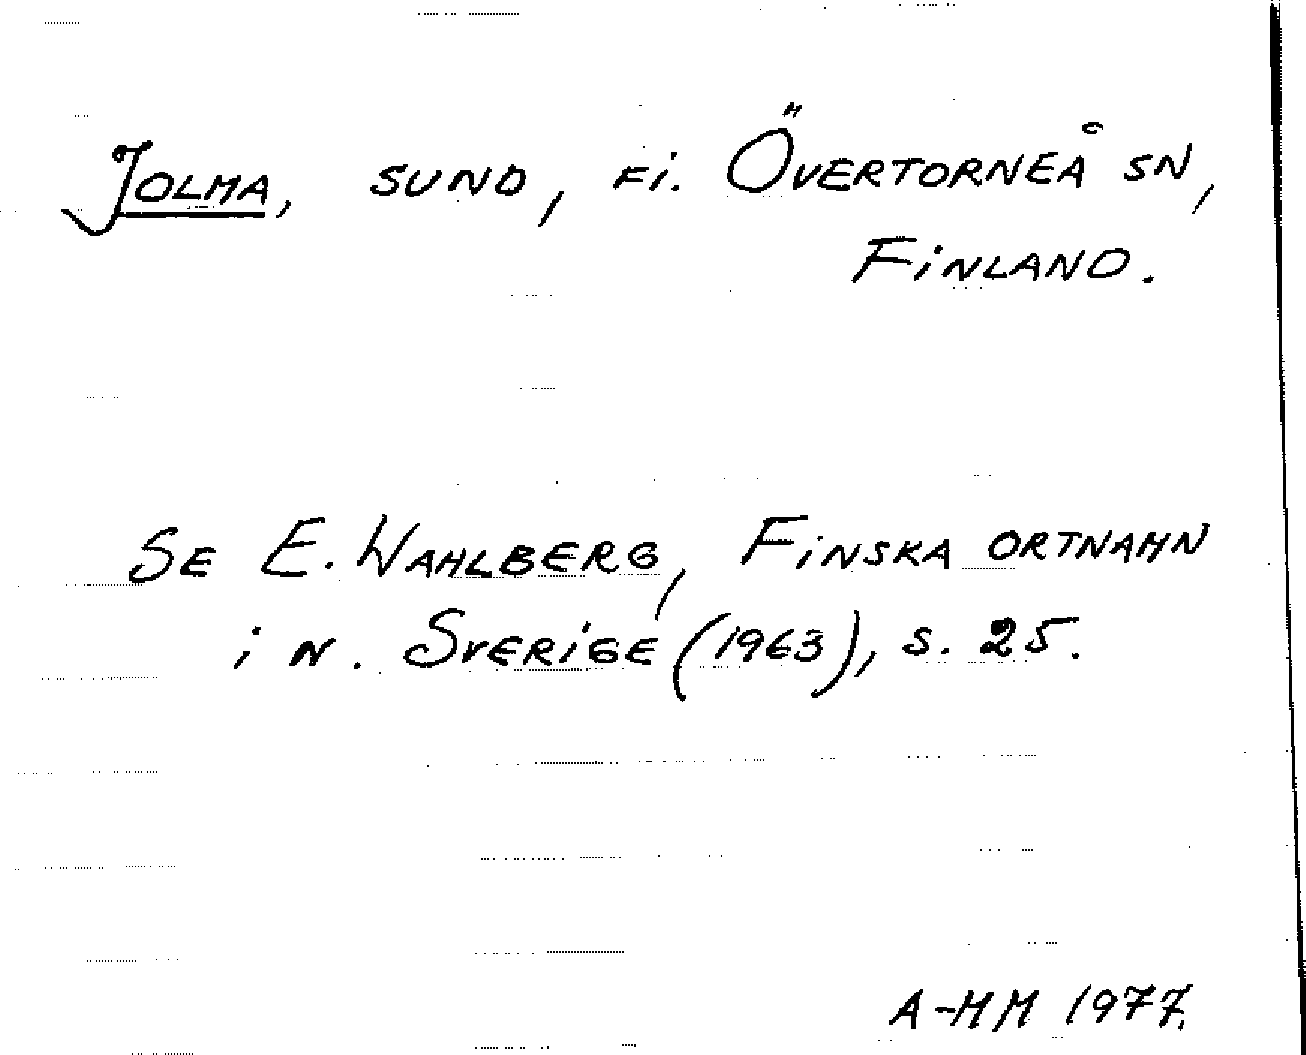 Jolma, sund, fi. Övertorneå sn,
Finland.
Se E. Wahlberg, Finska ortnamn
i n. Sverige (1963), s. 25.
A-MM 1977.